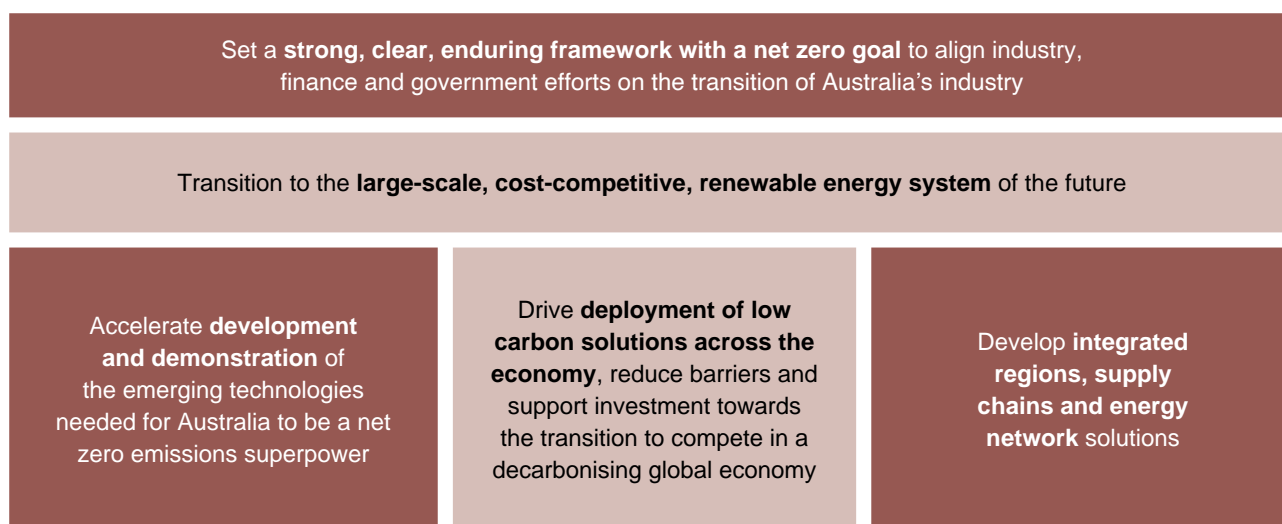 Set a strong, clear, enduring framework with a net zero goal to align industry,
finance and government efforts on the transition of Australia’s industry
Transition to the large-scale, cost-competitive, renewable energy system of the future
Accelerate development
and demonstration of
the emerging technologies
needed for Australia to be a net
zero emissions superpower
Drive deployment of low
carbon solutions across the
economy, reduce barriers and
support investment towards
the transition to compete in a
decarbonising global economy
Develop integrated
regions, supply
chains and energy
network solutions